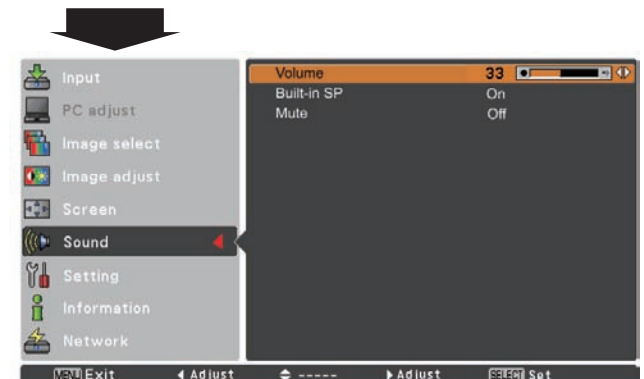 Input
PC adjust
Image select
Image adjust
Screen
Sound
Setting
Information
Network
Volume 33
Built-in SP On
Mute Off
MENU Exit ◀ Adjust ◆ ----- ▶ Adjust SELECT Set